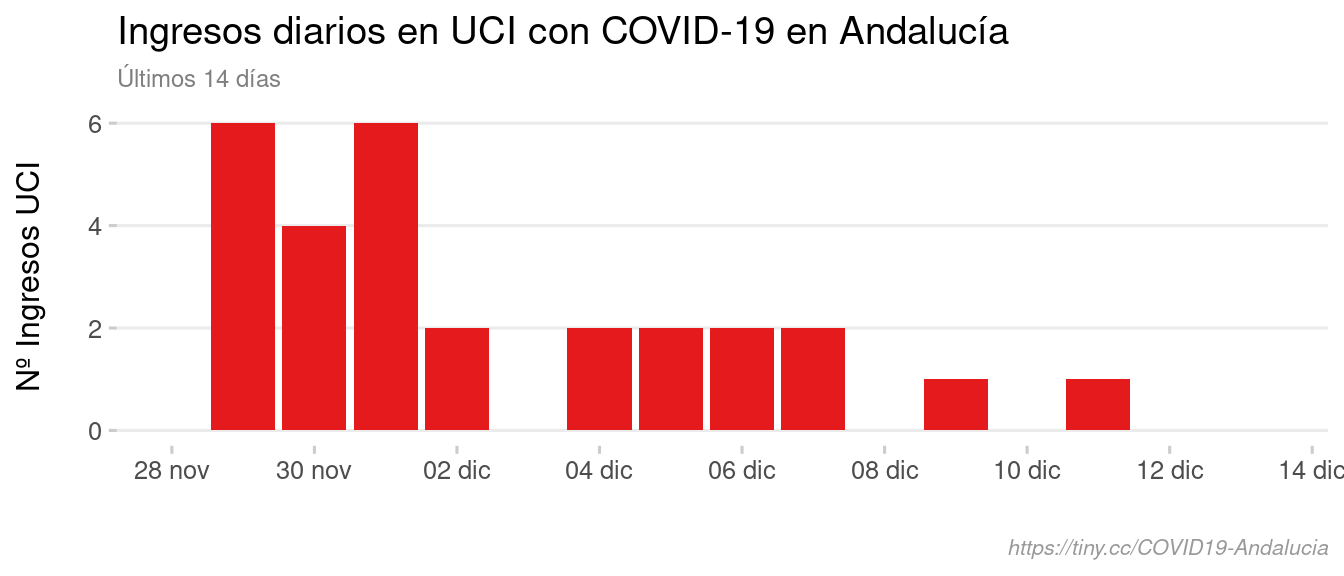 Ingresos diarios en UCI con COVID-19 en Andalucía
Últimos 14 días
Nº Ingresos UCI
6
4
2
0
28 nov 30 nov 02 dic 04 dic 06 dic 08 dic 10 dic 12 dic 14 dic
https://tiny.cc/COVID19-Andalucia